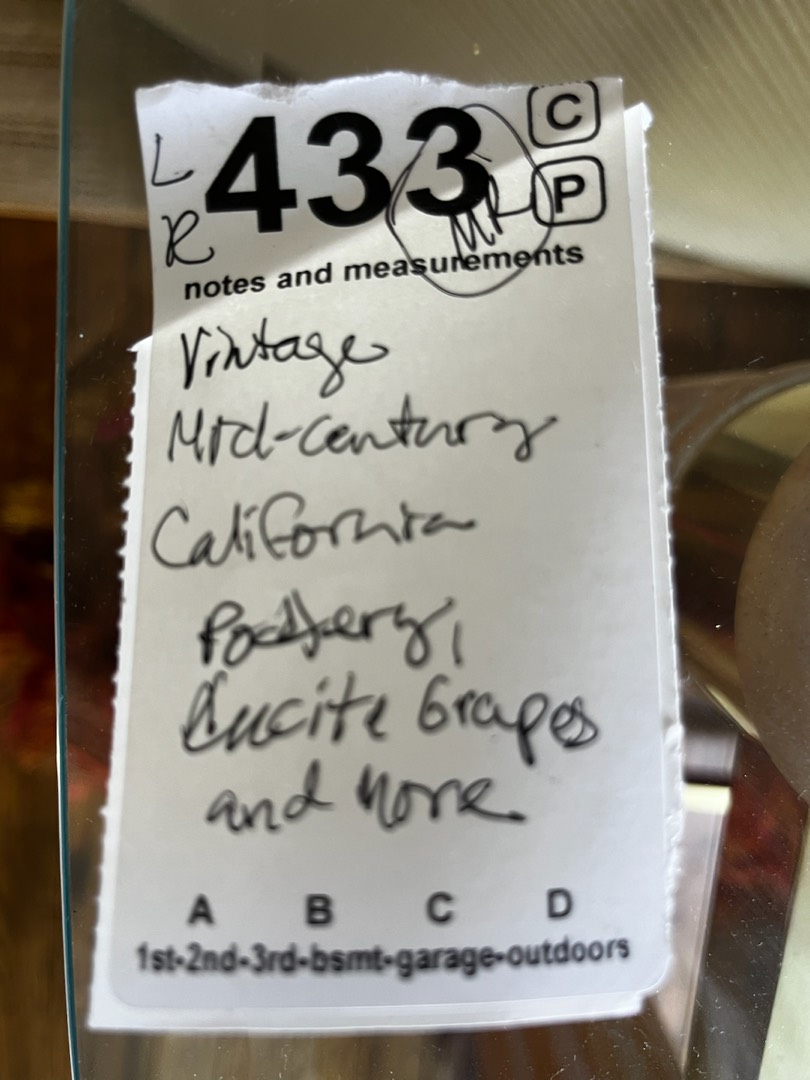 L 433 C
R MR P
notes and measurements
Vintage
Mid-century
California
Pottery,
Lucite Grapes
and more
A B C D
1st-2nd-3rd-bsmt-garage-outdoors